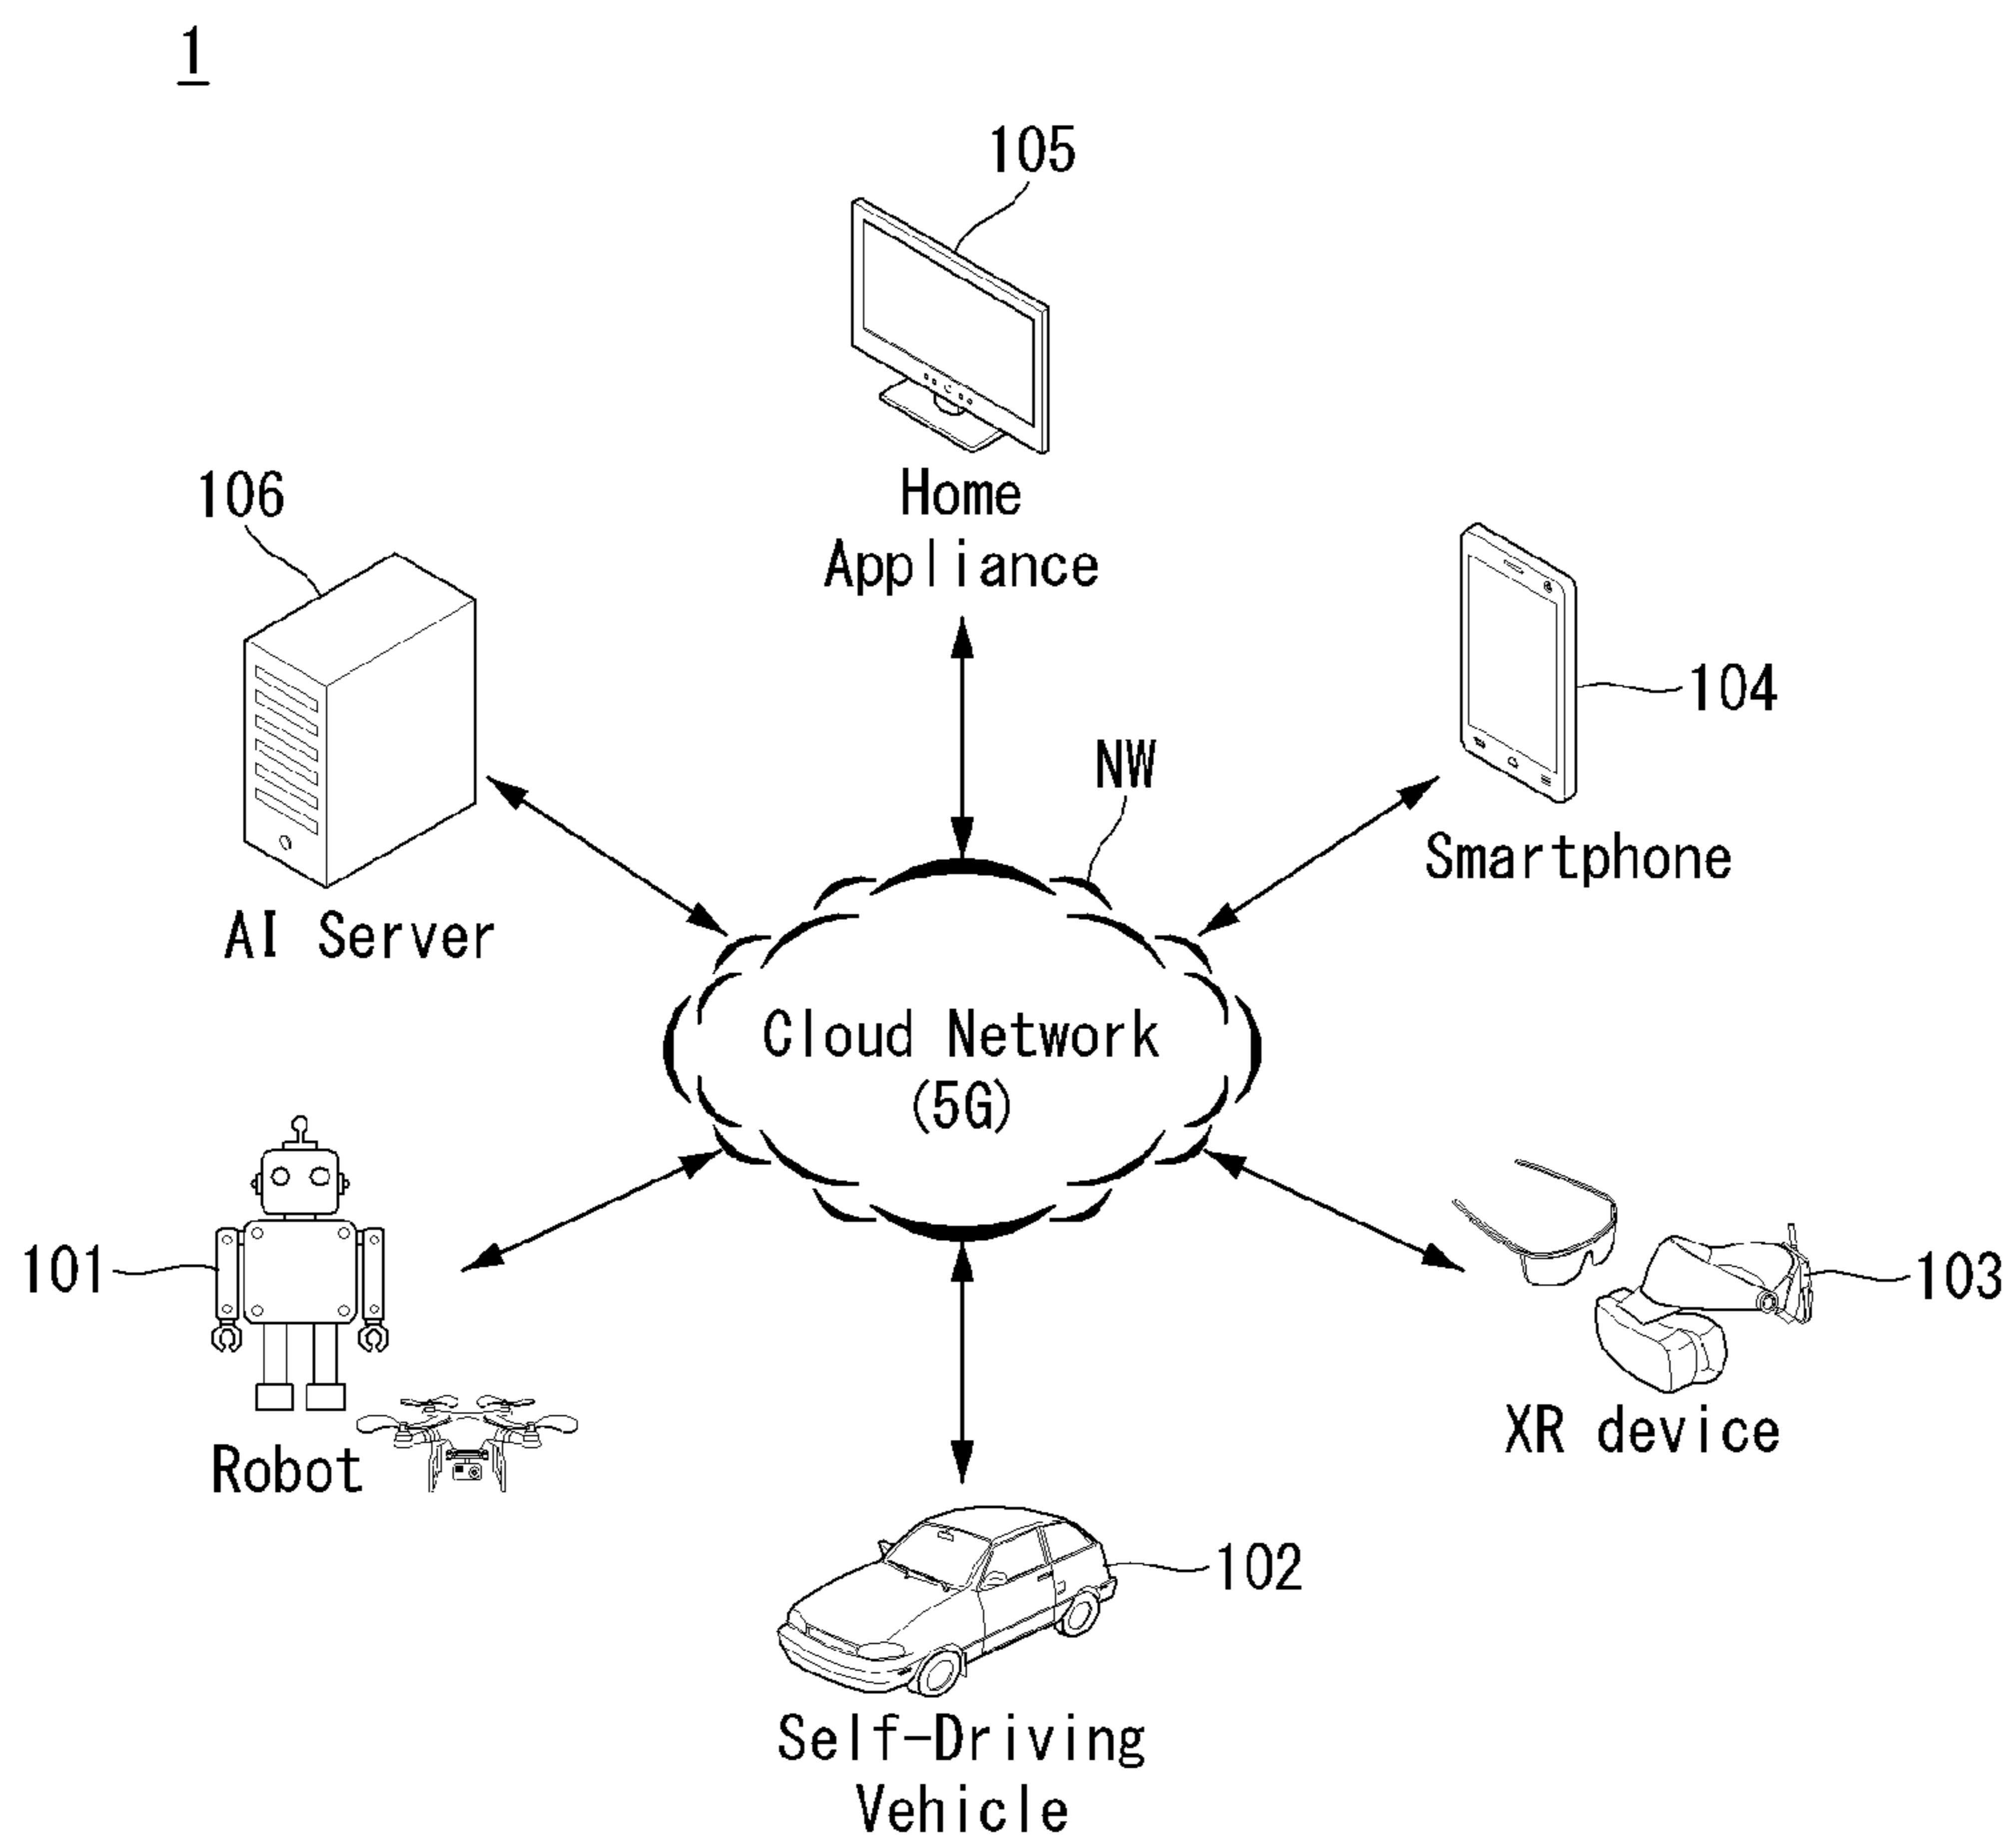 1
105
Home
Appliance
106
AI Server
104
Smartphone
NW
Cloud Network
(5G)
101
Robot
103
XR device
102
Self-Driving
Vehicle